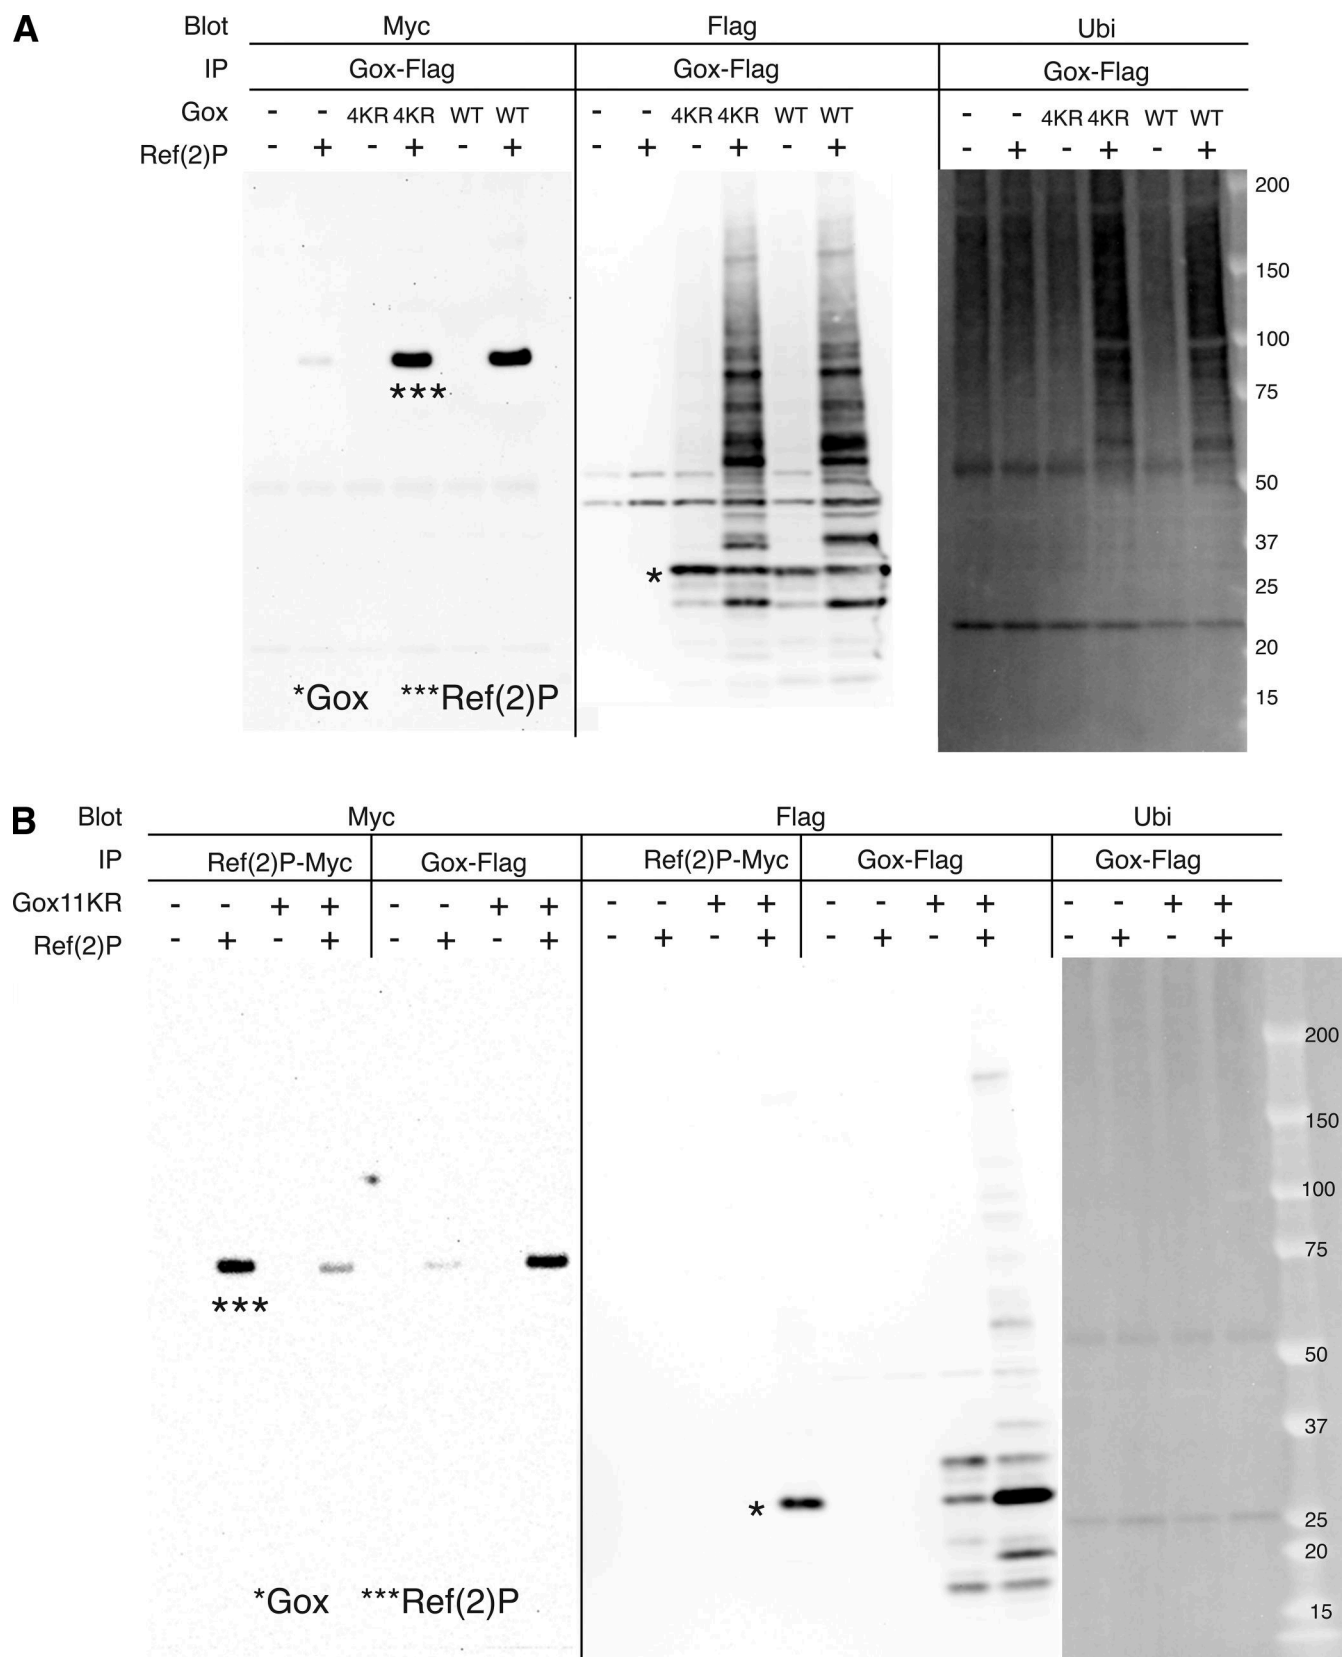 A
Blot Myc Flag Ubi
IP Gox-Flag Gox-Flag Gox-Flag
Gox - - 4KR 4KR WT WT - - 4KR 4KR WT WT - - 4KR 4KR WT WT
Ref(2)P - + - + - + - + - + - + - + - + - +
200
150
100
75
***
50
37
*
25
20
15
*Gox ***Ref(2)P
B
Blot Myc Flag Ubi
IP Ref(2)P-Myc Gox-Flag Ref(2)P-Myc Gox-Flag Gox-Flag
Gox11KR - - + + - - + + - - + + - - + + - - + +
Ref(2)P - + - + - + - + - + - + - + - + - + - +
200
150
100
75
***
50
37
*
25
20
15
*Gox ***Ref(2)P